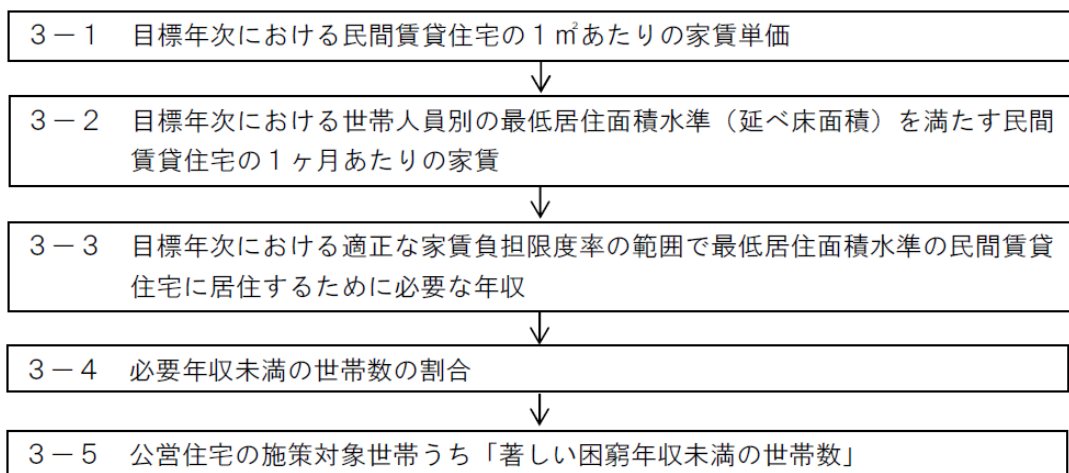 3－1 目標年次における民間賃貸住宅の1㎡あたりの家賃単価
3－2 目標年次における世帯人員別の最低居住面積水準（延べ床面積）を満たす民間
賃貸住宅の1ヶ月あたりの家賃
3－3 目標年次における適正な家賃負担限度率の範囲で最低居住面積水準の民間賃貸
住宅に居住するために必要な年収
3－4 必要年収未満の世帯数の割合
3－5 公営住宅の施策対象世帯うち「著しい困窮年収未満の世帯数」